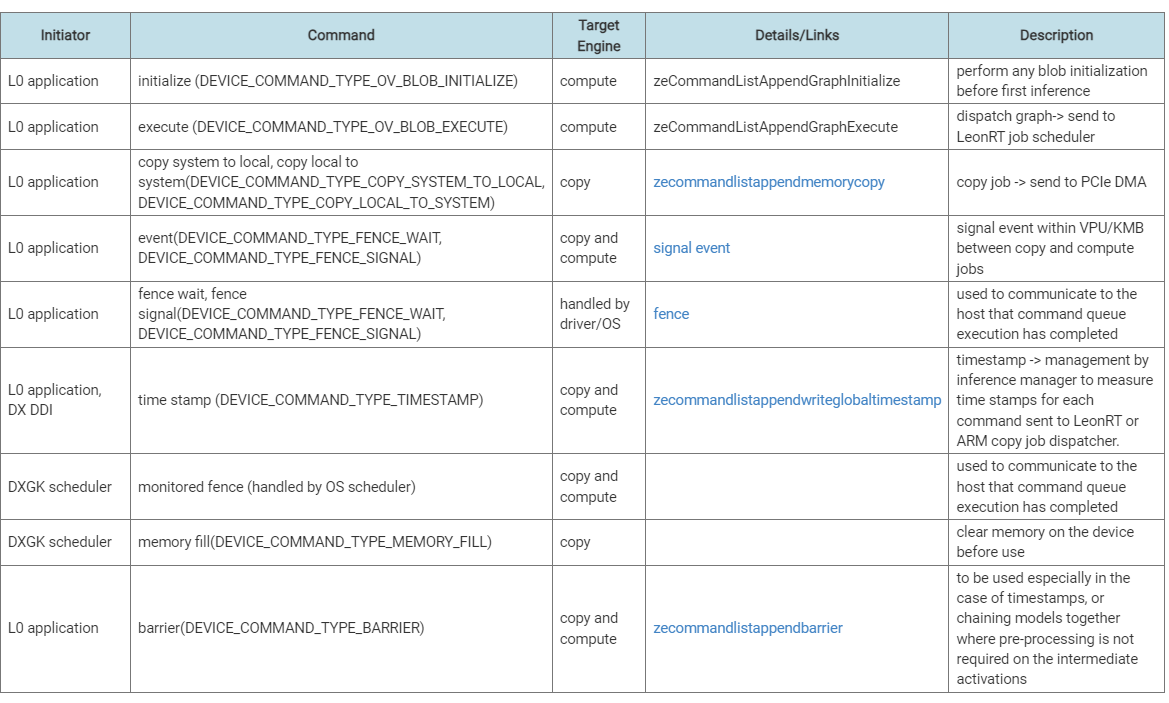 Initiator
Command
Target
Engine
Details/Links
Description
L0 application
initialize (DEVICE_COMMAND_TYPE_OV_BLOB_INITIALIZE)
compute
zeCommandListAppendGraphInitialize
perform any blob initialization
before first inference
L0 application
execute (DEVICE_COMMAND_TYPE_OV_BLOB_EXECUTE)
compute
zeCommandListAppendGraphExecute
dispatch graph-> send to
LeonRT job scheduler
L0 application
copy system to local, copy local to
system(DEVICE_COMMAND_TYPE_COPY_SYSTEM_TO_LOCAL,
DEVICE_COMMAND_TYPE_COPY_LOCAL_TO_SYSTEM)
copy
zecommandlistappendmemorycopy
copy job -> send to PCIe DMA
L0 application
event(DEVICE_COMMAND_TYPE_FENCE_WAIT,
DEVICE_COMMAND_TYPE_FENCE_SIGNAL)
copy and
compute
signal event
signal event within VPU/KMB
between copy and compute
jobs
L0 application
fence wait, fence
signal(DEVICE_COMMAND_TYPE_FENCE_WAIT,
DEVICE_COMMAND_TYPE_FENCE_SIGNAL)
handled by
driver/OS
fence
used to communicate to the
host that command queue
execution has completed
L0 application,
DX DDI
time stamp (DEVICE_COMMAND_TYPE_TIMESTAMP)
copy and
compute
zecommandlistappendwriteglobaltimestamp
timestamp -> management by
inference manager to measure
time stamps for each
command sent to LeonRT or
ARM copy job dispatcher.
DXGK scheduler
monitored fence (handled by OS scheduler)
copy and
compute
used to communicate to the
host that command queue
execution has completed
DXGK scheduler
memory fill(DEVICE_COMMAND_TYPE_MEMORY_FILL)
copy
clear memory on the device
before use
L0 application
barrier(DEVICE_COMMAND_TYPE_BARRIER)
copy and
compute
zecommandlistappendbarrier
to be used especially in the
case of timestamps, or
chaining models together
where pre-processing is not
required on the intermediate
activations